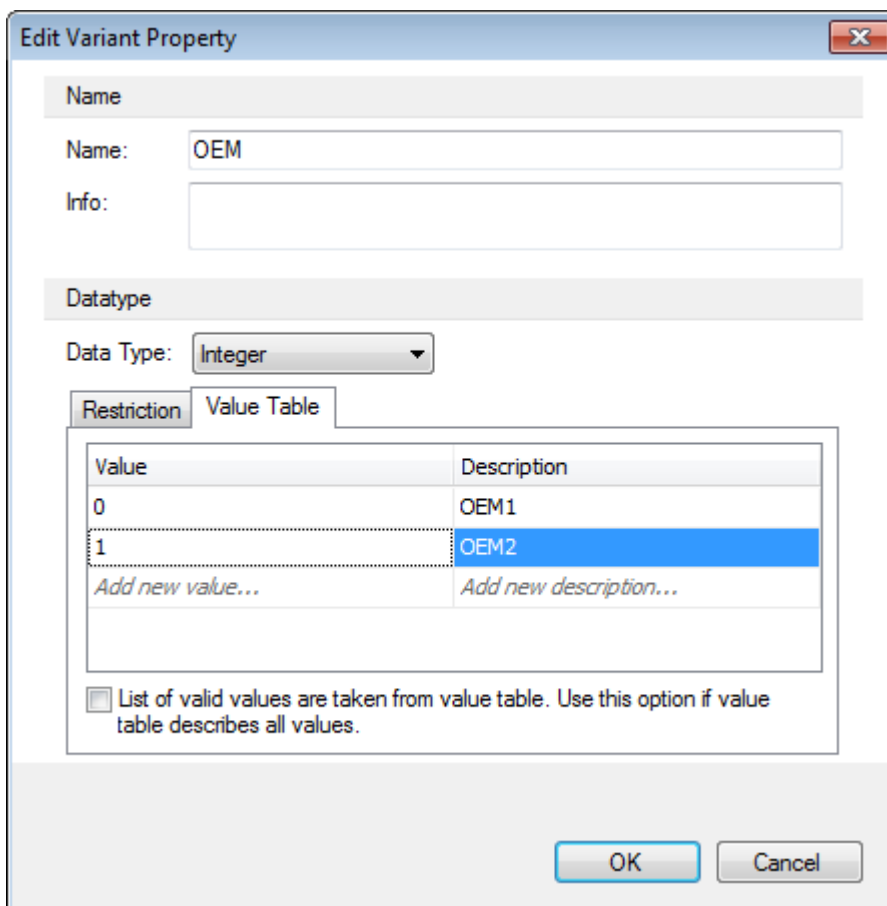 Edit Variant Property
Name
Name: OEM
Info:
Datatype
Data Type: Integer
Restriction Value Table
Value Description
0 OEM1
1 OEM2
Add new value... Add new description...
List of valid values are taken from value table. Use this option if value
table describes all values.
OK Cancel